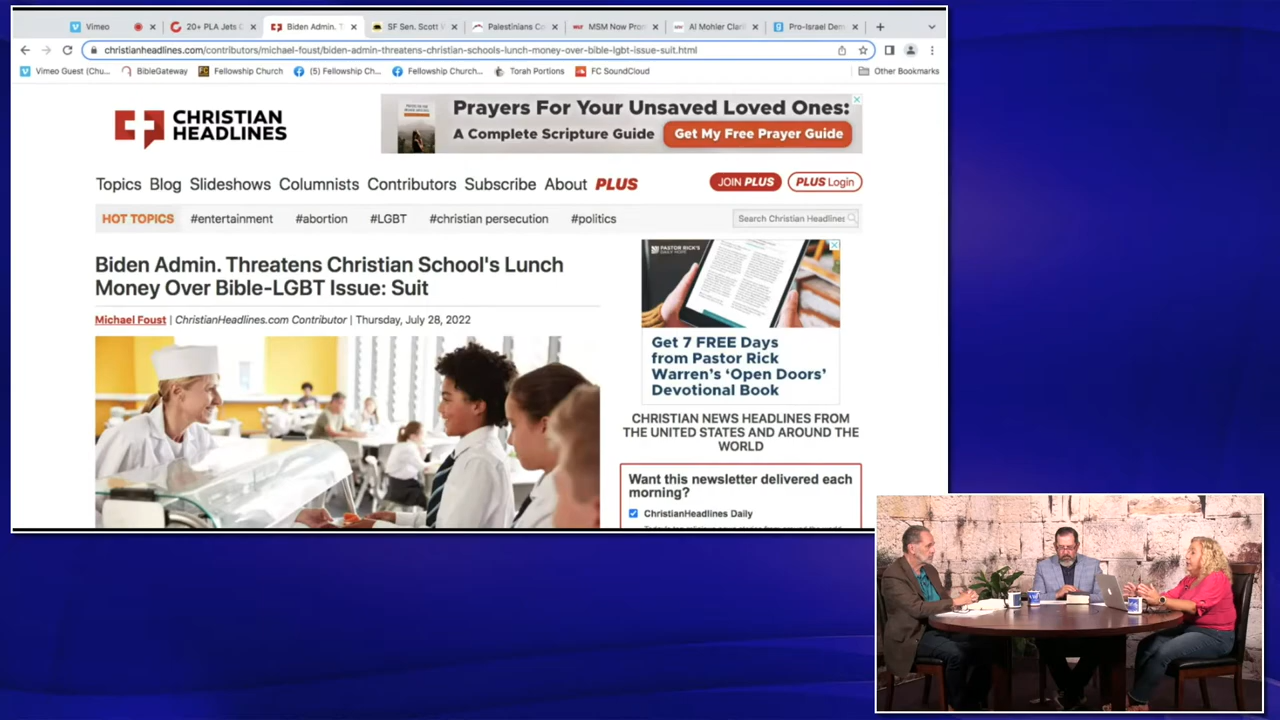 Vimeo
20+ PLA Jets
Biden Admin. T
SF Sen. Scott
Palestinians
MSM Now
Al Mohler
Pro-Israel Dem
christianheadlines.com/contributors/michael-foust/biden-admin-threatens-christian-schools-lunch-money-over-bible-lgbt-issue-suit.html
Vimeo Guest (Chu...
BibleGateway
Fellowship Church
(5) Fellowship Ch...
Fellowship Church...
Torah Portions
FC SoundCloud
Other Bookmarks
CHRISTIAN
HEADLINES
Prayers For Your Unsaved Loved Ones:
A Complete Scripture Guide
Get My Free Prayer Guide
Topics Blog Slideshows Columnists Contributors Subscribe About PLUS
JOIN PLUS
PLUS Login
HOT TOPICS #entertainment #abortion #LGBT #christian persecution #politics
Search Christian Headlines
Biden Admin. Threatens Christian School's Lunch
Money Over Bible-LGBT Issue: Suit
Michael Foust | ChristianHeadlines.com Contributor | Thursday, July 28, 2022
PASTOR RICK'S
DAILY HOPE
Get 7 FREE Days
from Pastor Rick
Warren's 'Open Doors'
Devotional Book
CHRISTIAN NEWS HEADLINES FROM
THE UNITED STATES AND AROUND THE
WORLD
Want this newsletter delivered each
morning?
ChristianHeadlines Daily